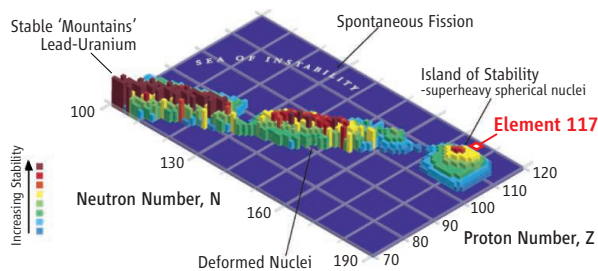 Stable ‘Mountains’
Lead-Uranium
Spontaneous Fission
SEA OF INSTABILITY
Island of Stability
-superheavy spherical nuclei
Element 117
100
130
160
190
Neutron Number, N
70
80
90
100
110
120
Proton Number, Z
Deformed Nuclei
Increasing Stability